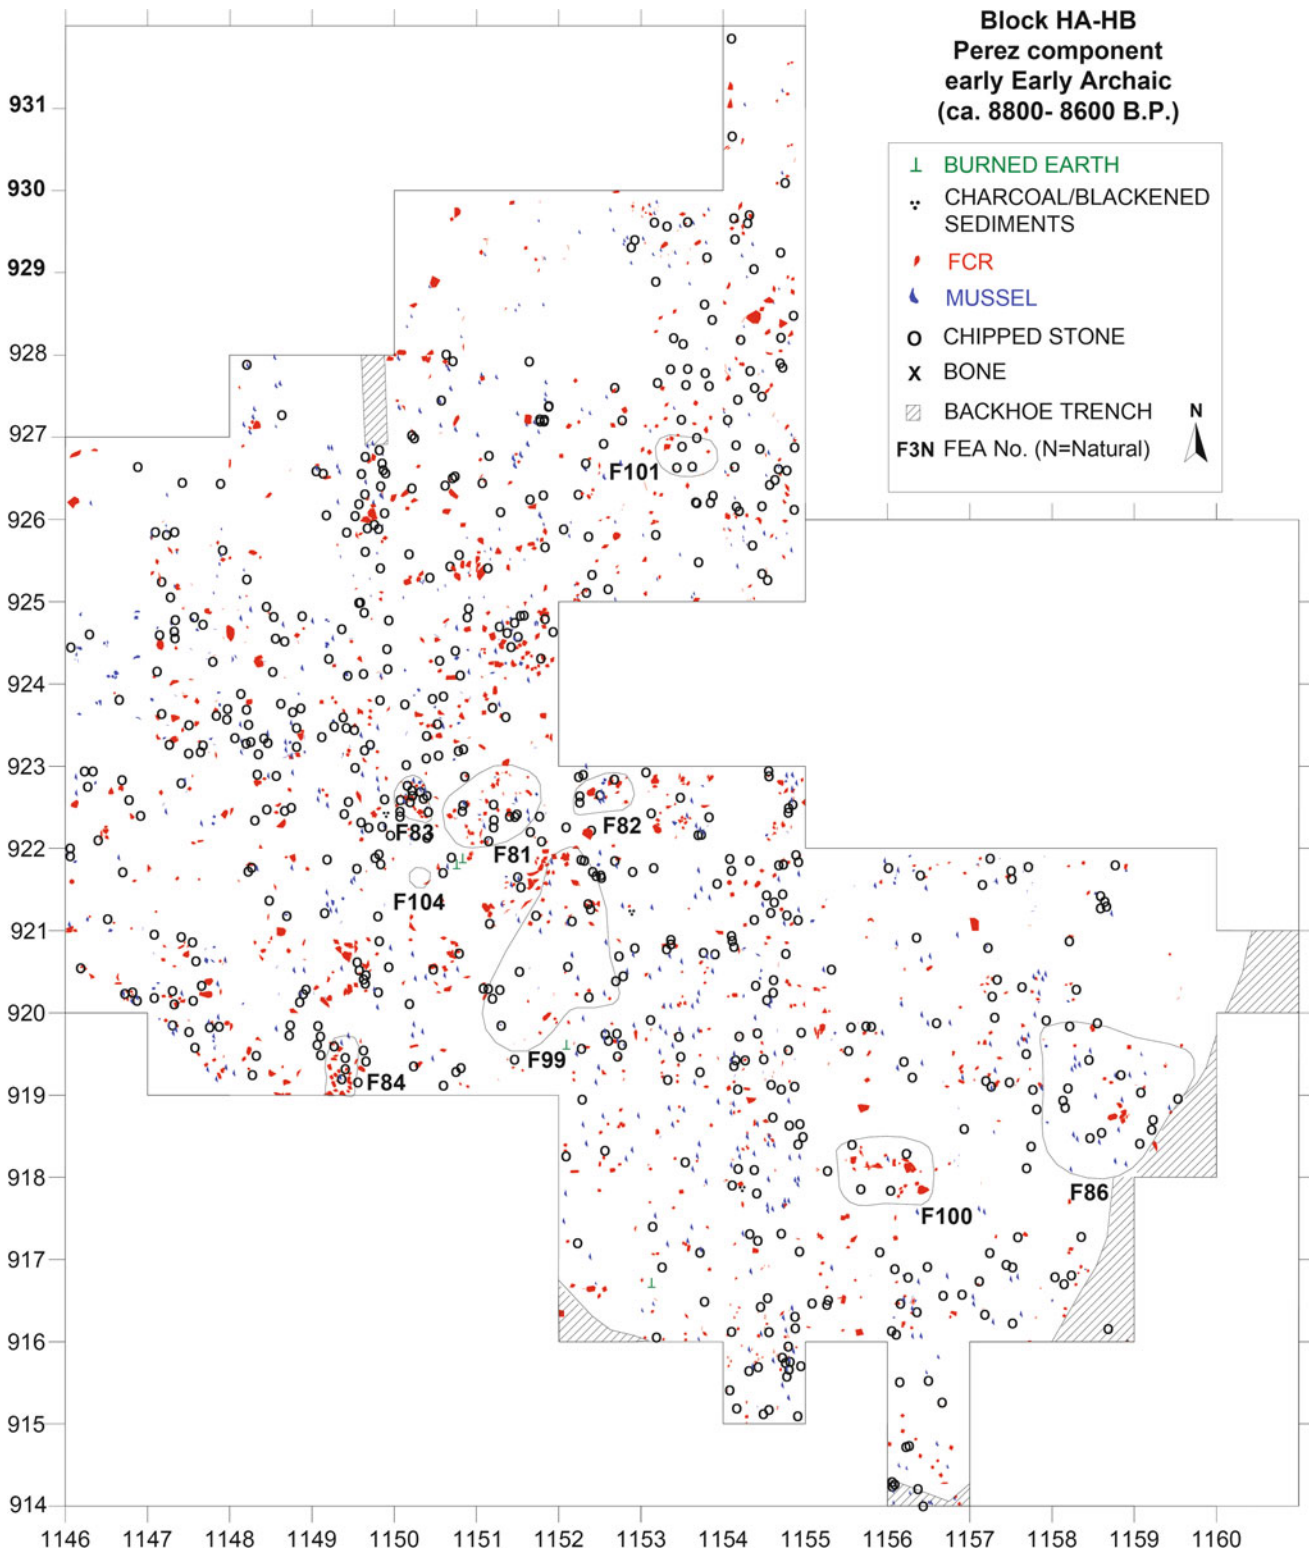 Block HA-HB
Perez component
early Early Archaic
(ca. 8800- 8600 B.P.)
BURNED EARTH
CHARCOAL/BLACKENED
SEDIMENTS
FCR
MUSSEL
O CHIPPED STONE
X BONE
BACKHOE TRENCH
N
F3N FEA No. (N=Natural)
931
930
929
928
927
F101
926
925
924
923
F83
F82
F81
922
F104
921
920
F99
F84
919
918
F86
F100
917
916
915
914
1146 1147 1148 1149 1150 1151 1152 1153 1154 1155 1156 1157 1158 1159 1160